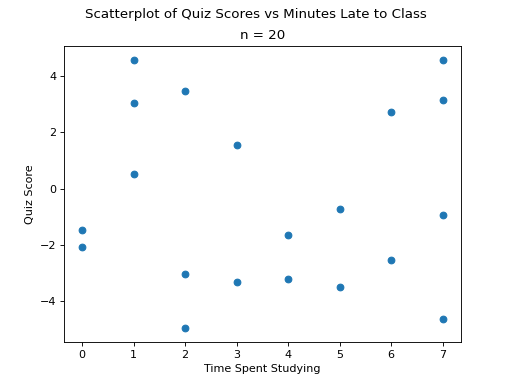 Scatterplot of Quiz Scores vs Minutes Late to Class
n = 20
4
2
0
−2
−4
Quiz Score
0 1 2 3 4 5 6 7
Time Spent Studying